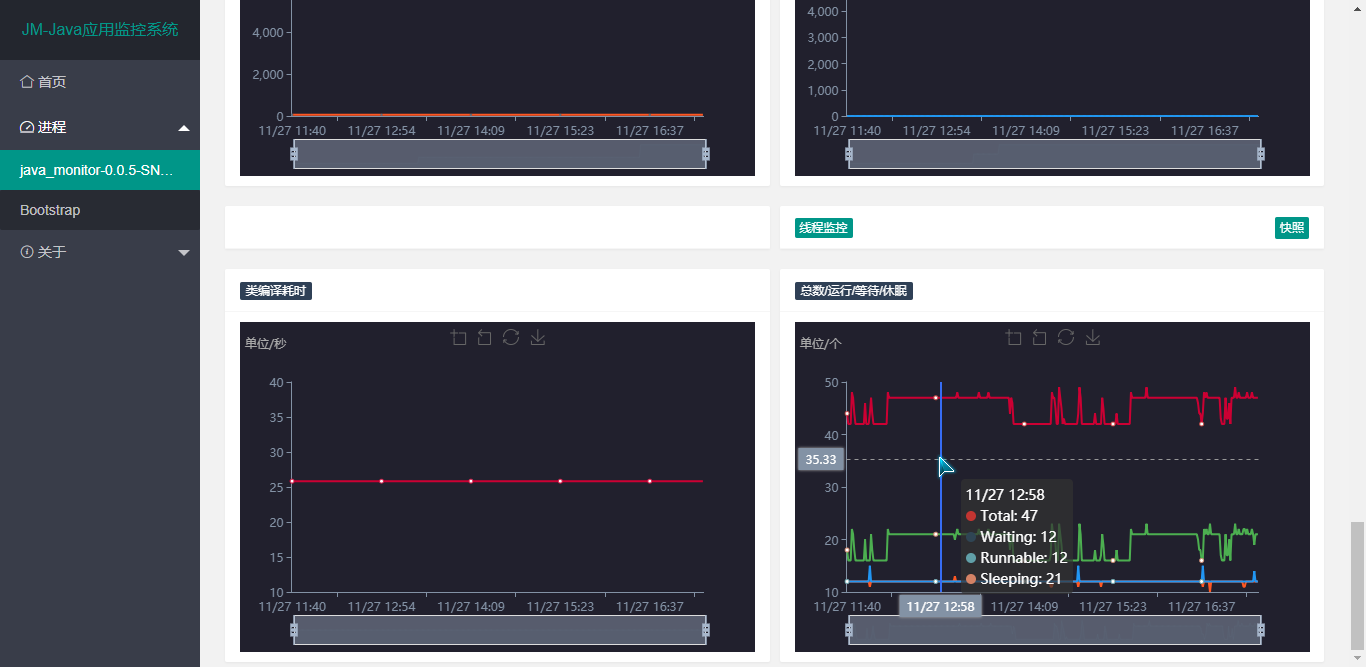 JM-Java应用监控系统
首页
进程
java_monitor-0.0.5-SN...
Bootstrap
关于
4,000
2,000
0
11/27 11:40 11/27 12:54 11/27 14:09 11/27 15:23 11/27 16:37
4,000
3,000
2,000
1,000
0
11/27 11:40 11/27 12:54 11/27 14:09 11/27 15:23 11/27 16:37
线程监控
快照
类编译耗时
单位/秒
40
35
30
25
20
15
10
11/27 11:40 11/27 12:54 11/27 14:09 11/27 15:23 11/27 16:37
总数/运行/等待/休眠
单位/个
50
40
35.33
30
20
10
11/27 12:58
Total: 47
Waiting: 12
Runnable: 12
Sleeping: 21
11/27 11:40 11/27 12:58 11/27 14:09 11/27 15:23 11/27 16:37